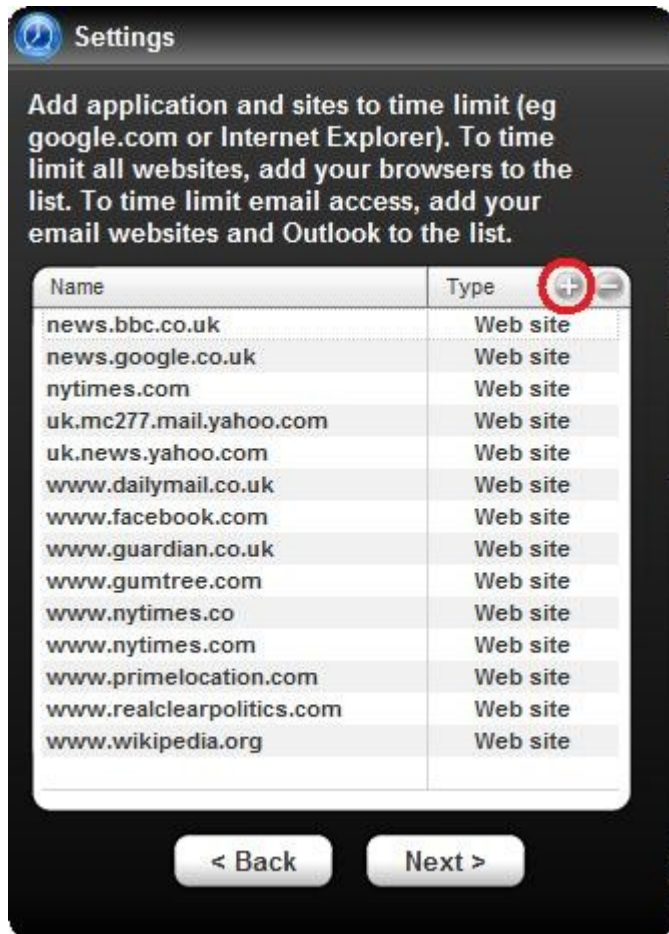 Settings
Add application and sites to time limit (eg
google.com or Internet Explorer). To time
limit all websites, add your browsers to the
list. To time limit email access, add your
email websites and Outlook to the list.
Name Type + −
news.bbc.co.uk Web site
news.google.co.uk Web site
nytimes.com Web site
uk.mc277.mail.yahoo.com Web site
uk.news.yahoo.com Web site
www.dailymail.co.uk Web site
www.facebook.com Web site
www.guardian.co.uk Web site
www.gumtree.com Web site
www.nytimes.co Web site
www.nytimes.com Web site
www.primelocation.com Web site
www.realclearpolitics.com Web site
www.wikipedia.org Web site
< Back Next >